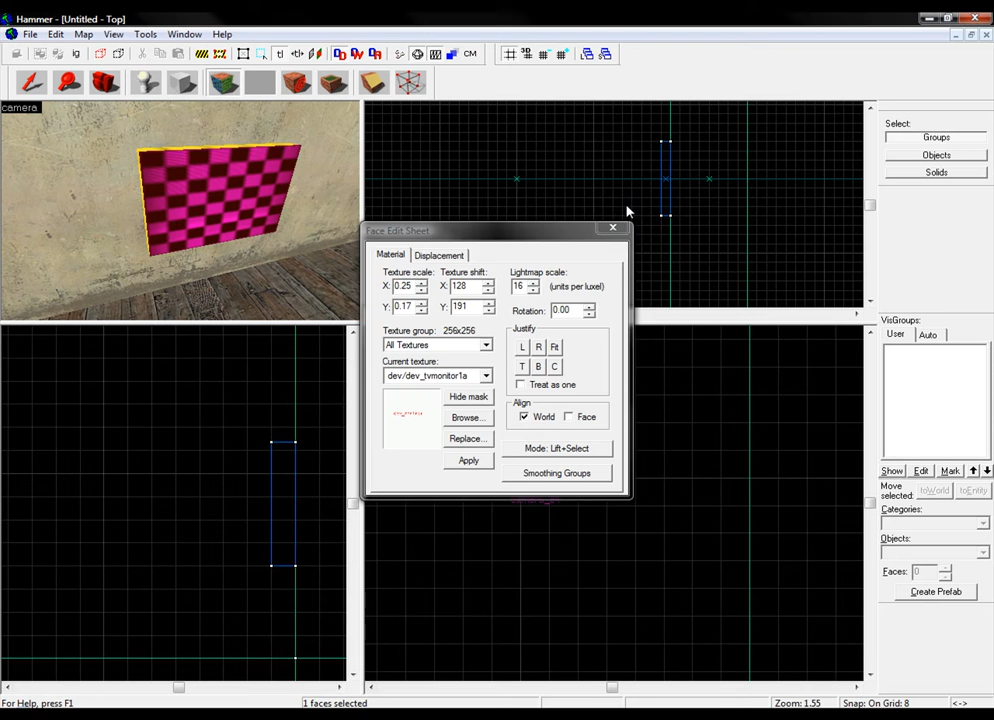 Hammer - [Untitled - Top]
File Edit Map View Tools Window Help
ig tl CM 3D
camera
Select:
Groups
Objects
Solids
Face Edit Sheet
Material Displacement
Texture scale: Texture shift: Lightmap scale:
X: 0.25 X: 128 16 (units per luxel)
Y: 0.17 Y: 191 Rotation: 0.00
Texture group: 256x256 Justify
All Textures L R Fit
Current texture: T B C
dev/dev_tvmonitor1a Treat as one
Hide mask Align
Browse... World Face
Replace... Mode: Lift+Select
Apply Smoothing Groups
VisGroups:
User Auto
Show Edit Mark
Move selected: toWorld toEntity
Categories:
Objects:
Faces: 0
Create Prefab
For Help, press F1 1 faces selected Zoom: 1.55 Snap: On Grid: 8 <->